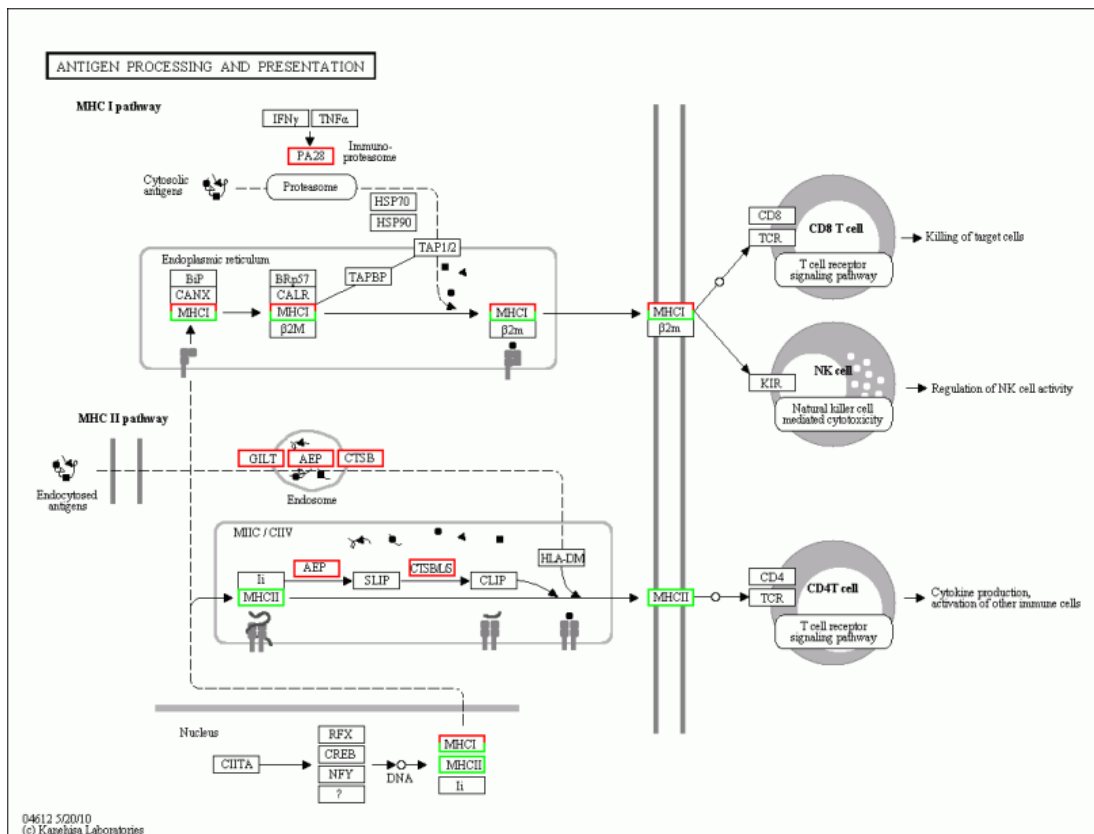 ANTIGEN PROCESSING AND PRESENTATION
MHC I pathway
IFNγ
TNFα
PA28
Immuno-
proteasome
Cytosolic
antigens
Proteasome
HSP70
HSP90
TAP1/2
Endoplasmic reticulum
BiP
CANX
MHCI
BRp57
CALR
MHCI
β2M
TAPBP
MHCI
β2m
MHCI
β2m
CD8
TCR
CD8 T cell
T cell receptor
signaling pathway
Killing of target cells
KIR
NK cell
Natural killer cell
mediated cytotoxicity
Regulation of NK cell activity
MHC II pathway
Endocytosed
antigens
GILT
AEP
CTSB
Endosome
MIIC / CIIV
Ii
MHCII
AEP
SLIP
CTSB/L/S
CLIP
HLA-DM
MHCII
CD4
TCR
CD4T cell
T cell receptor
signaling pathway
Cytokine production,
activation of other immune cells
Nucleus
CIITA
RFX
CREB
NFY
?
DNA
MHCI
MHCII
Ii
04612 5/20/10
(c) Kanehisa Laboratories